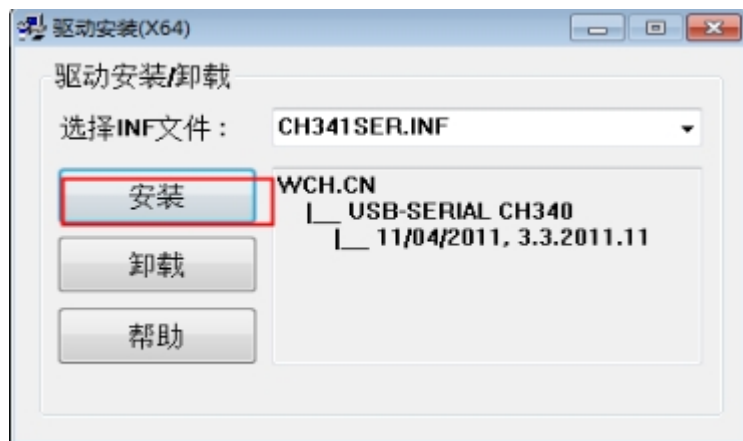 驱动安装(X64)
驱动安装/卸载
选择INF文件：
CH341SER.INF
安装
卸载
帮助
WCH.CN
|__ USB-SERIAL CH340
|__ 11/04/2011, 3.3.2011.11